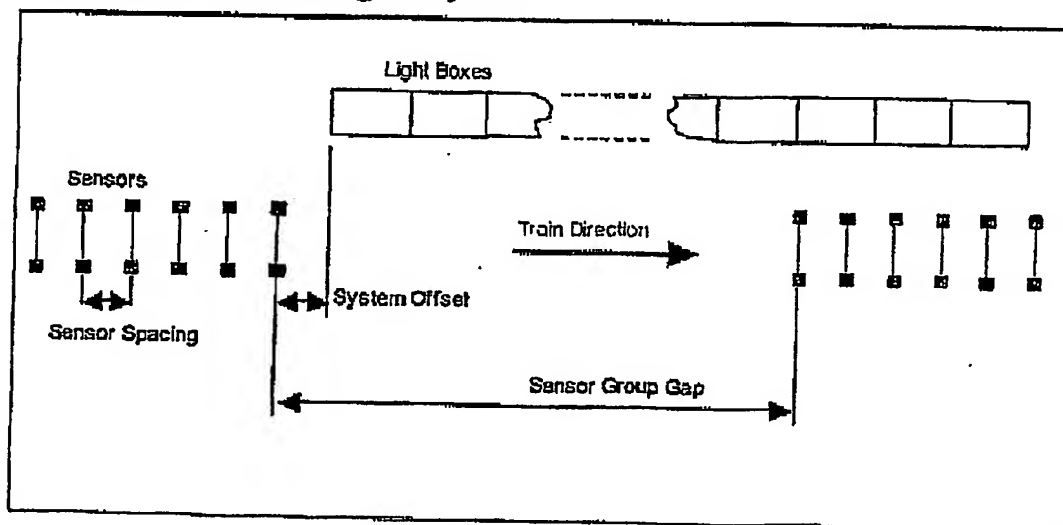 Light Boxes
Sensors
Train Direction
System Offset
Sensor Spacing
Sensor Group Gap